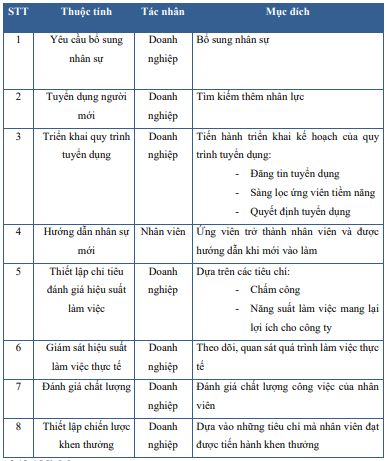 STT Thuộc tính Tác nhân Mục đích
1 Yêu cầu bổ sung Doanh Bổ sung nhân sự
nhân sự nghiệp
2 Tuyển dụng người Doanh Tìm kiếm thêm nhân lực
mới nghiệp
3 Triển khai quy trình Doanh Tiến hành triển khai kế hoạch của quy
tuyển dụng nghiệp trình tuyển dụng:
- Đăng tin tuyển dụng
- Sàng lọc ứng viên tiềm năng
- Quyết định tuyển dụng
4 Hướng dẫn nhân sự Nhân viên Ứng viên trở thành nhân viên và được
mới hướng dẫn khi mới vào làm
5 Thiết lập chỉ tiêu Doanh Dựa trên các tiêu chí:
đánh giá hiệu suất nghiệp - Chấm công
làm việc - Năng suất làm việc mang lại
lợi ích cho công ty
6 Giám sát hiệu suất Doanh Theo dõi, quan sát quá trình làm việc thực
làm việc thực tế nghiệp tế
7 Đánh giá chất lượng Doanh Đánh giá chất lượng công việc của nhân
nghiệp viên
8 Thiết lập chiến lược Doanh Dựa vào những tiêu chí mà nhân viên đạt
khen thưởng nghiệp được tiến hành khen thưởng